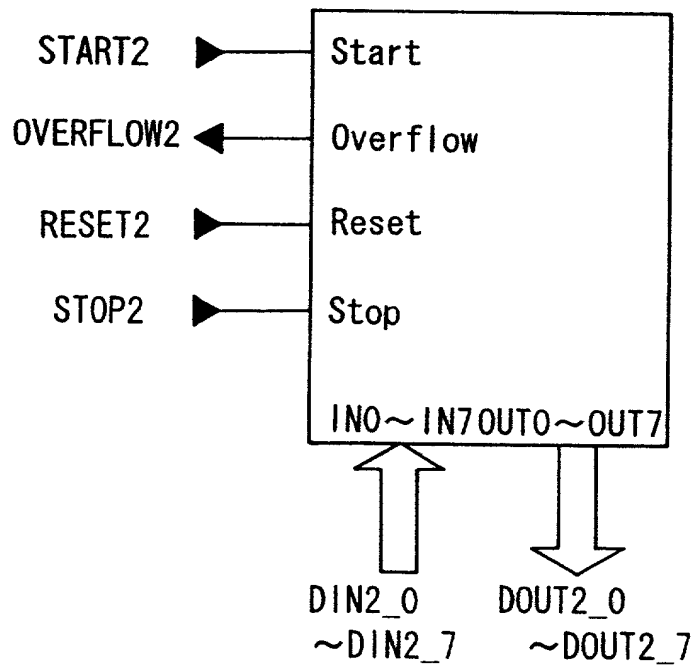 START2 Start
OVERFLOW2 Overflow
RESET2 Reset
STOP2 Stop
IN0～IN7 OUT0～OUT7
DIN2_0 DOUT2_0
～DIN2_7 ～DOUT2_7